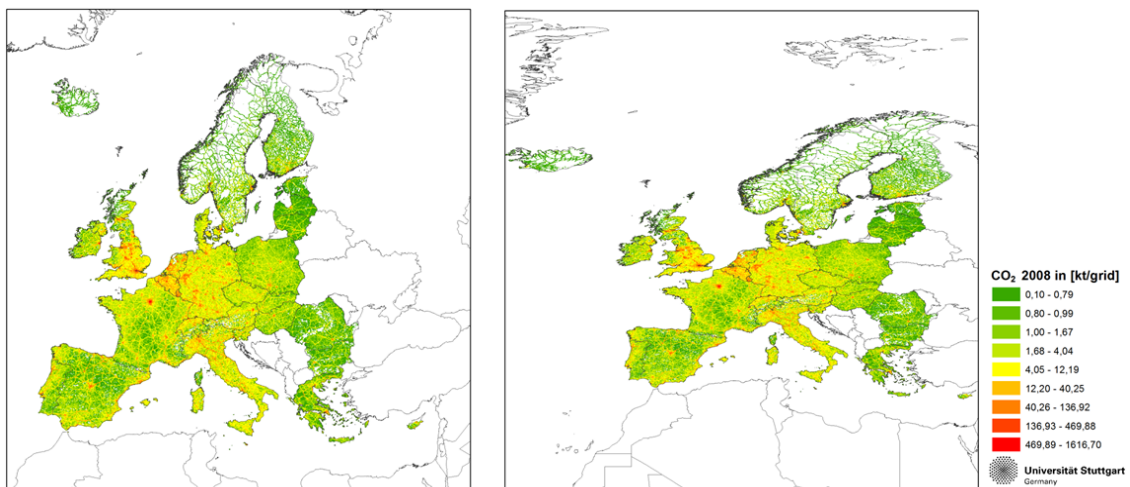 CO₂ 2008 in [kt/grid]
0,10 - 0,79
0,80 - 0,99
1,00 - 1,67
1,68 - 4,04
4,05 - 12,19
12,20 - 40,25
40,26 - 136,92
136,93 - 469,88
469,89 - 1616,70
Universität Stuttgart
Germany